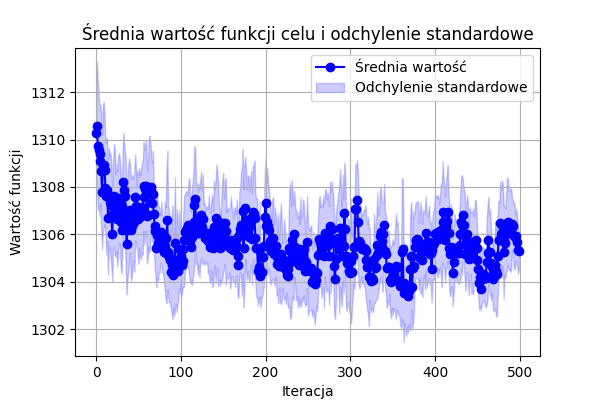 Średnia wartość funkcji celu i odchylenie standardowe
Średnia wartość
Odchylenie standardowe
Wartość funkcji
1312
1310
1308
1306
1304
1302
0 100 200 300 400 500
Iteracja